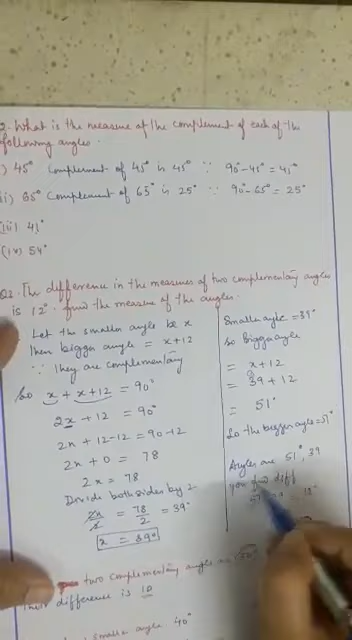 2. What is the measure of the complement of each of the
following angles.
i) 45° Complement of 45° is 45° ∵ 90°-45° = 45°
ii) 65° Complement of 65° is 25° ∵ 90°-65° = 25°
(iii) 41°
(iv) 54°
Q2. The difference in the measures of two complementary angles
is 12°. find the measure of the angles.
Let the smaller angle be x
Then bigger angle = x+12
∵ They are complementary
So x + x+12 = 90°
2x + 12 = 90°
2x + 12-12 = 90-12
2x + 0 = 78
2x = 78
Divide both sides by 2
2x/2 = 78/2 = 39°
x = 39°
Smaller angle = 39°
So bigger angle
= x+12
= 39 + 12
= 51°
So the bigger angle = 51°
Angles are 51°, 39
you find diff
two complementary angles
Their difference is 10
smaller angle 40°